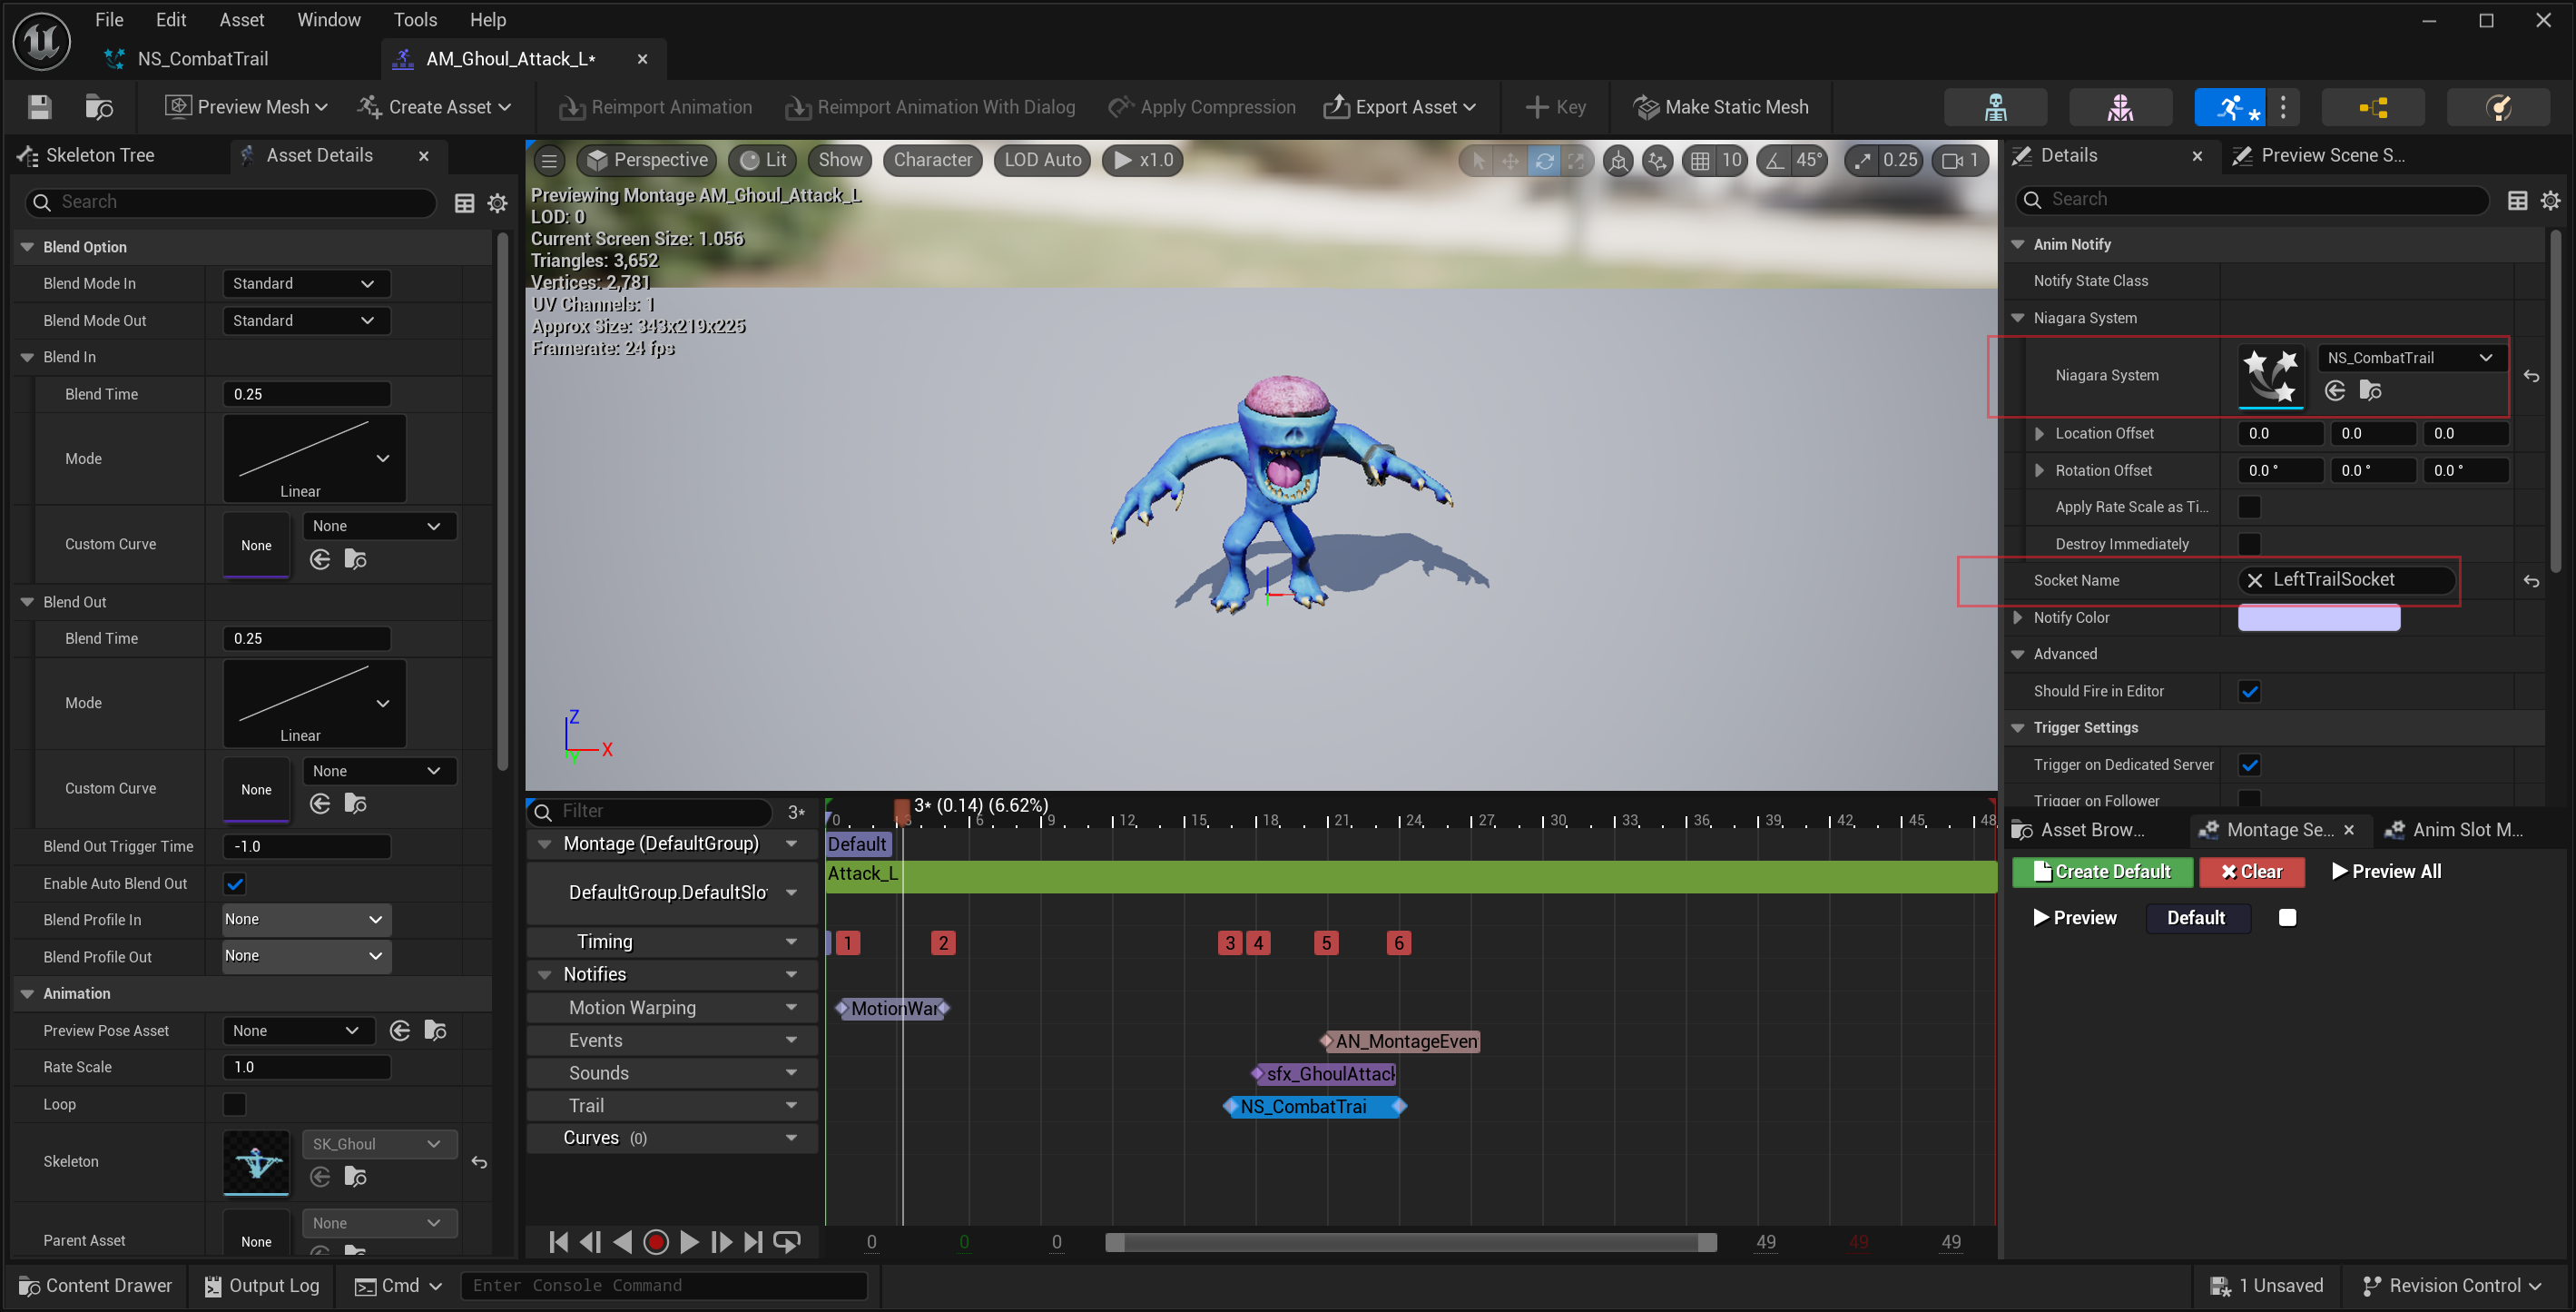 File Edit Asset Window Tools Help
NS_CombatTrail
AM_Ghoul_Attack_L*
Preview Mesh
Create Asset
Reimport Animation
Reimport Animation With Dialog
Apply Compression
Export Asset
Key
Make Static Mesh
Skeleton Tree
Asset Details
Search
Blend Option
Blend Mode In Standard
Blend Mode Out Standard
Blend In
Blend Time 0.25
Mode
Linear
Custom Curve None None
Blend Out
Blend Time 0.25
Mode
Linear
Custom Curve None None
Blend Out Trigger Time -1.0
Enable Auto Blend Out
Blend Profile In None
Blend Profile Out None
Animation
Preview Pose Asset None
Rate Scale 1.0
Loop
Skeleton SK_Ghoul
Parent Asset None None
Perspective Lit Show Character LOD Auto x1.0
10 45° 0.25 1
Previewing Montage AM_Ghoul_Attack_L
LOD: 0
Current Screen Size: 1.056
Triangles: 3,652
Vertices: 2,781
UV Channels: 1
Approx Size: 343x219x225
Framerate: 24 fps
Z
X
Y
Filter 3*
3* (0.14) (6.62%)
0 3 6 9 12 15 18 21 24 27 30 33 36 39 42 45 48
Montage (DefaultGroup) Default
Attack_L
DefaultGroup.DefaultSlo
Timing 1 2 3 4 5 6
Notifies
Motion Warping MotionWar
Events AN_MontageEven
Sounds sfx_GhoulAttack
Trail NS_CombatTrai
Curves (0)
0 0 0 49 49 49
Details
Preview Scene S...
Search
Anim Notify
Notify State Class
Niagara System
Niagara System NS_CombatTrail
Location Offset 0.0 0.0 0.0
Rotation Offset 0.0 ° 0.0 ° 0.0 °
Apply Rate Scale as Ti...
Destroy Immediately
Socket Name LeftTrailSocket
Notify Color
Advanced
Should Fire in Editor
Trigger Settings
Trigger on Dedicated Server
Trigger on Follower
Asset Brow... Montage Se... Anim Slot M...
Create Default Clear Preview All
Preview Default
Content Drawer Output Log Cmd Enter Console Command
1 Unsaved Revision Control